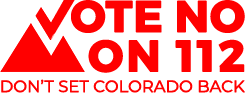 VOTE NO
ON 112
DON'T SET COLORADO BACK